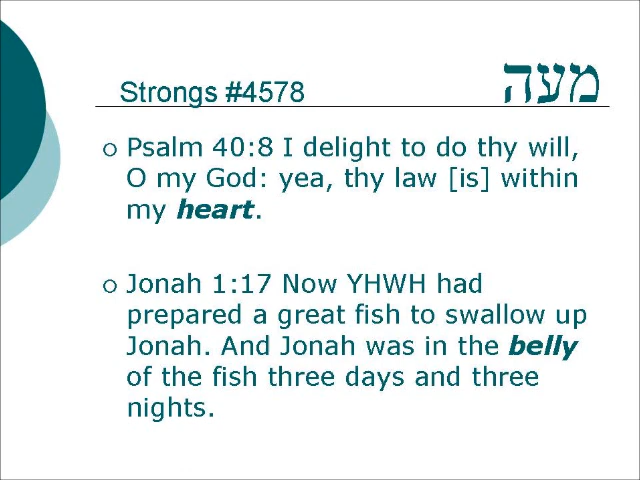 Strongs #4578 מעה
Psalm 40:8 I delight to do thy will,
O my God: yea, thy law [is] within
my heart.
Jonah 1:17 Now YHWH had
prepared a great fish to swallow up
Jonah. And Jonah was in the belly
of the fish three days and three
nights.